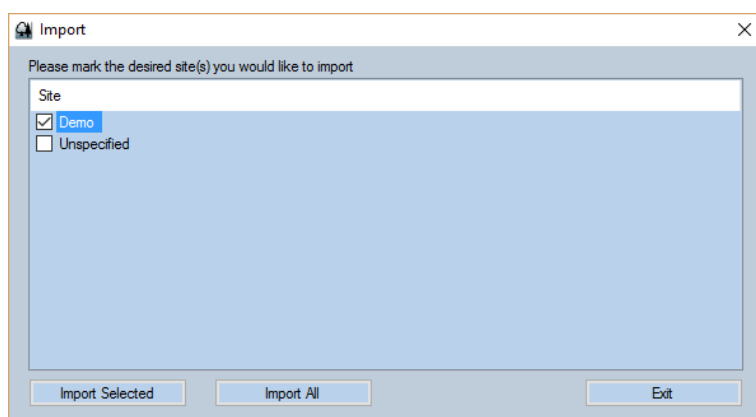 Import
Please mark the desired site(s) you would like to import
Site
Demo
Unspecified
Import Selected
Import All
Exit